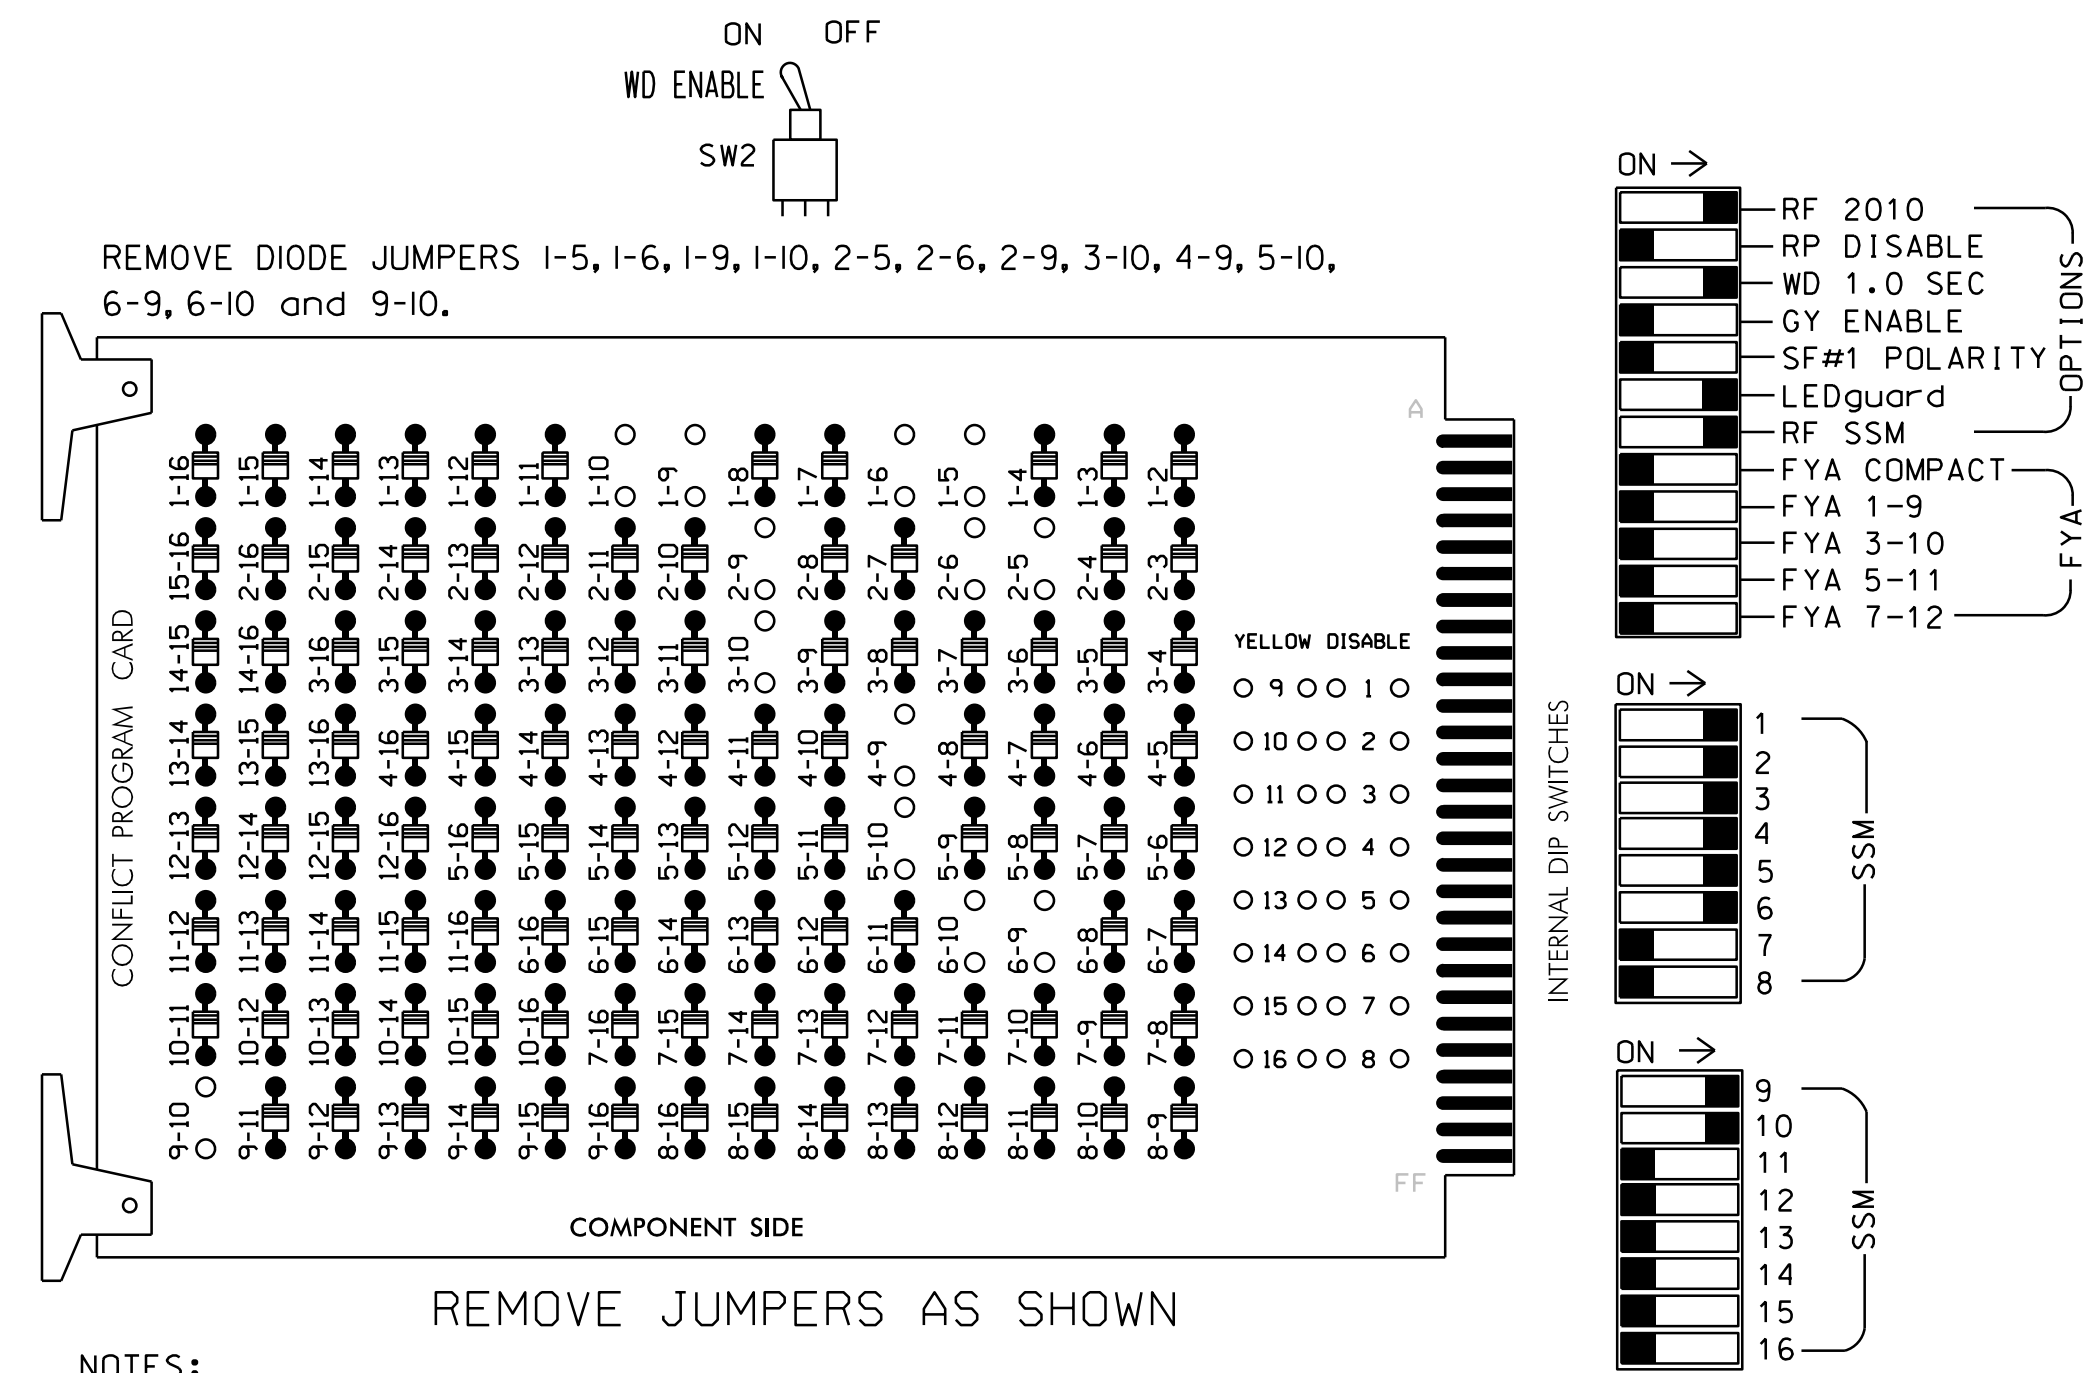 ON OFF
WD ENABLE
SW2
REMOVE DIODE JUMPERS 1-5, 1-6, 1-9, 1-10, 2-5, 2-6, 2-9, 3-10, 4-9, 5-10,
6-9, 6-10 and 9-10.
CONFLICT PROGRAM CARD
1-16 1-15 1-14 1-13 1-12 1-11 1-10 1-9 1-8 1-7 1-6 1-5 1-4 1-3 1-2
15-16 2-16 2-15 2-14 2-13 2-12 2-11 2-10 2-9 2-8 2-7 2-6 2-5 2-4 2-3
14-15 14-16 3-16 3-15 3-14 3-13 3-12 3-11 3-10 3-9 3-8 3-7 3-6 3-5 3-4
13-14 13-15 13-16 4-16 4-15 4-14 4-13 4-12 4-11 4-10 4-9 4-8 4-7 4-6 4-5
12-13 12-14 12-15 12-16 5-16 5-15 5-14 5-13 5-12 5-11 5-10 5-9 5-8 5-7 5-6
11-12 11-13 11-14 11-15 11-16 6-16 6-15 6-14 6-13 6-12 6-11 6-10 6-9 6-8 6-7
10-11 10-12 10-13 10-14 10-15 10-16 7-16 7-15 7-14 7-13 7-12 7-11 7-10 7-9 7-8
9-10 9-11 9-12 9-13 9-14 9-15 9-16 8-16 8-15 8-14 8-13 8-12 8-11 8-10 8-9
A
YELLOW DISABLE
9 1
10 2
11 3
12 4
13 5
14 6
15 7
16 8
FF
COMPONENT SIDE
REMOVE JUMPERS AS SHOWN
NOTES:
INTERNAL DIP SWITCHES
ON →
RF 2010
RP DISABLE
WD 1.0 SEC
GY ENABLE
SF#1 POLARITY
LEDguard
RF SSM
OPTIONS
FYA COMPACT
FYA 1-9
FYA 3-10
FYA 5-11
FYA 7-12
FYA
ON →
1
2
3
4
5
6
7
8
SSM
ON →
9
10
11
12
13
14
15
16
SSM